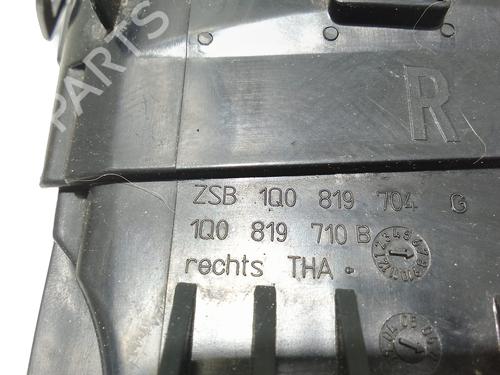 PARTS
R
ZSB 1Q0 819 704 G
1Q0 819 710 B
rechts THA